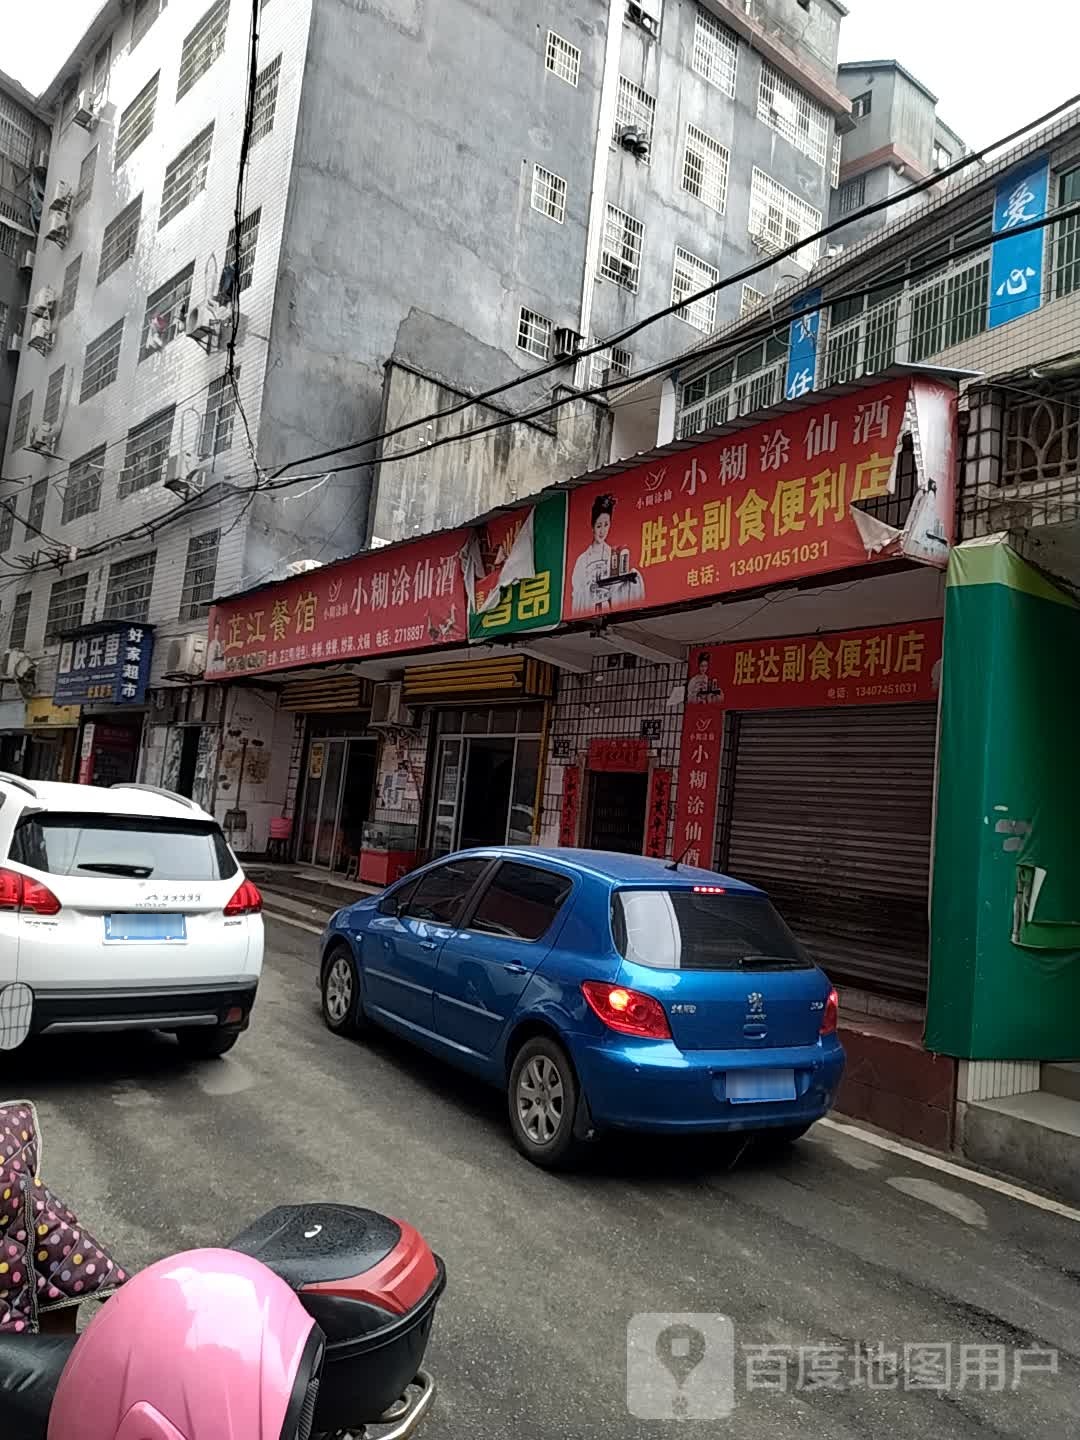 爱心
责任
小糊涂仙
小糊涂仙酒
胜达副食便利店
电话：13407451031
芷江餐馆
小糊涂仙
小糊涂仙酒
电话：2718897
快乐惠
好家超市
胜达副食便利店
电话：13407451031
小糊涂仙
小糊涂仙酒
百度地图用户